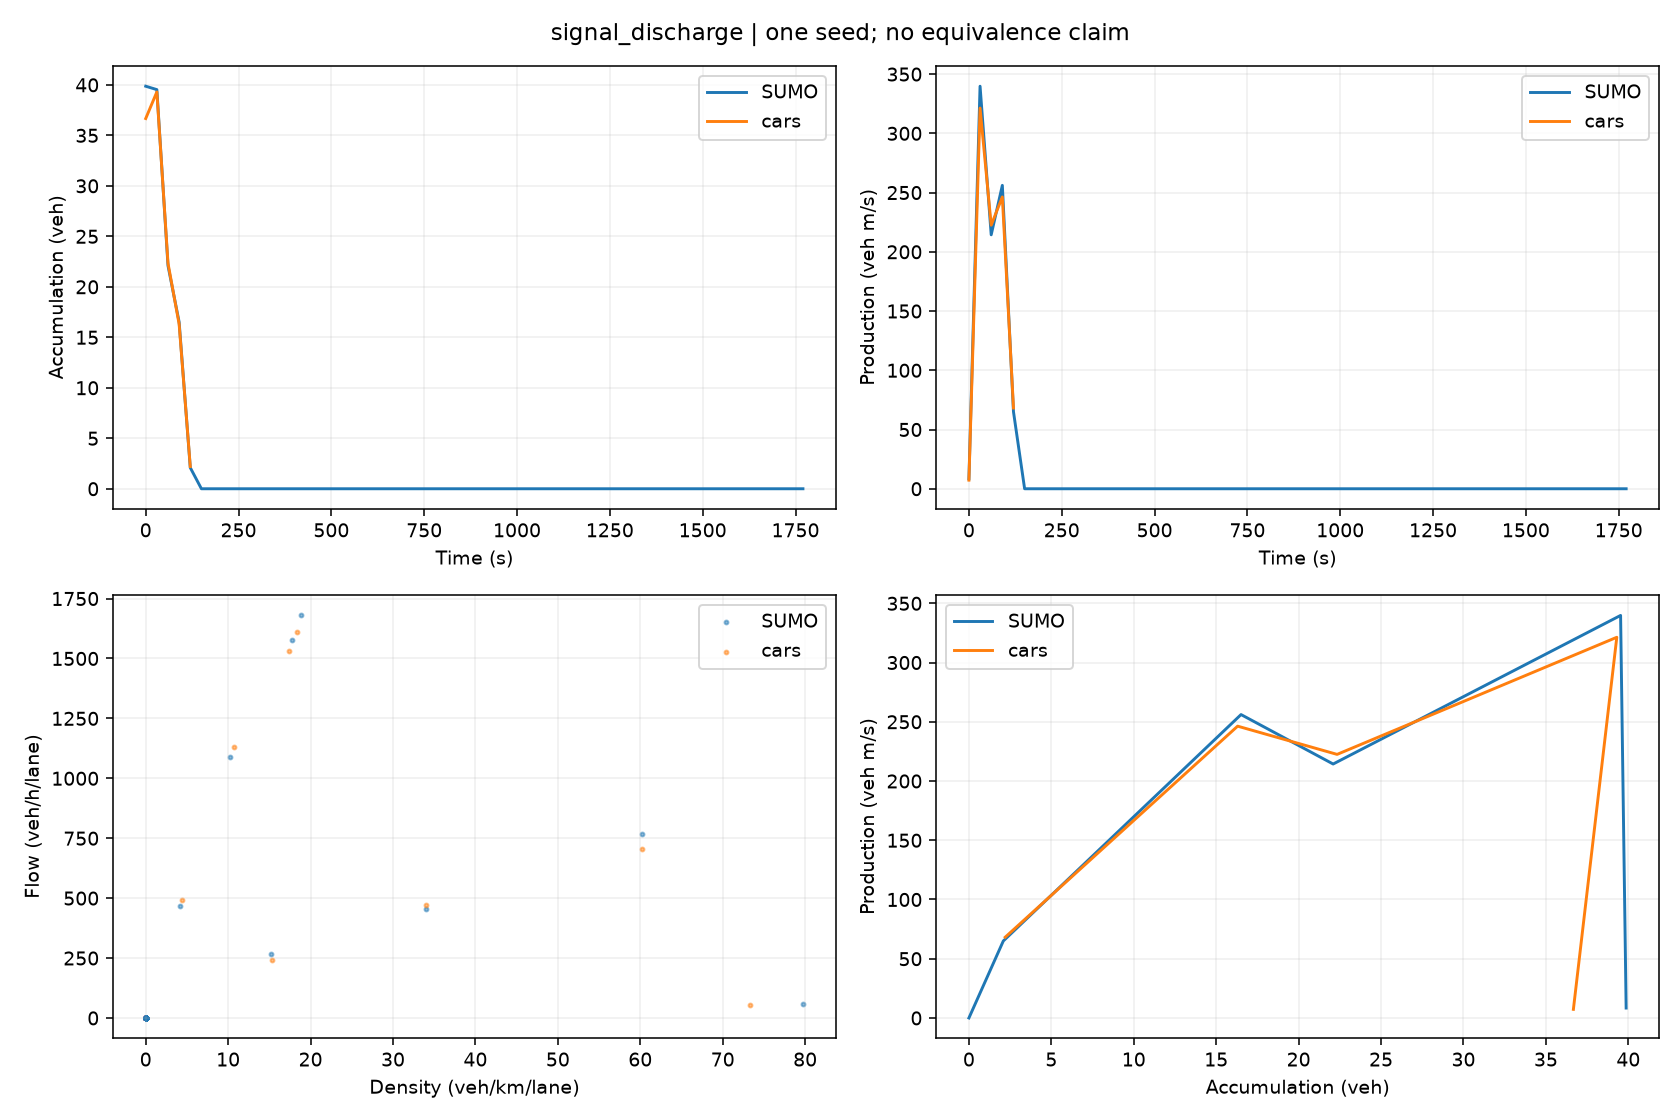 signal_discharge | one seed; no equivalence claim
40
35
30
25
20
15
10
5
0
Accumulation (veh)
SUMO
cars
0 250 500 750 1000 1250 1500 1750
Time (s)
350
300
250
200
150
100
50
0
Production (veh m/s)
SUMO
cars
0 250 500 750 1000 1250 1500 1750
Time (s)
1750
1500
1250
1000
750
500
250
0
Flow (veh/h/lane)
SUMO
cars
0 10 20 30 40 50 60 70 80
Density (veh/km/lane)
350
300
250
200
150
100
50
0
Production (veh m/s)
SUMO
cars
0 5 10 15 20 25 30 35 40
Accumulation (veh)